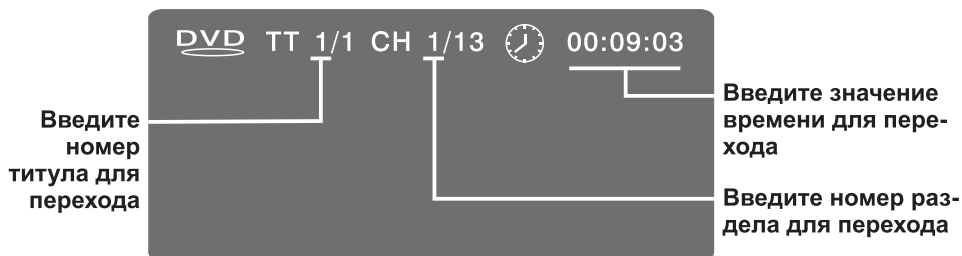 DVD TT 1/1 CH 1/13 00:09:03
Введите
номер
титула для
перехода
Введите значение
времени для пере-
хода
Введите номер раз-
дела для перехода